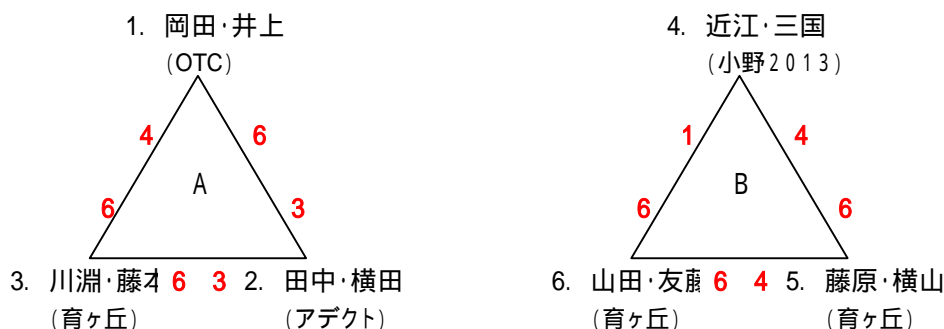 1. 岡田・井上
(OTC)
4 6
A
6 3
3. 川淵・藤本 6 3 2. 田中・横田
(育ヶ丘) (アデクト)
4. 近江・三国
(小野2013)
1 4
B
6 6
6. 山田・友藤 6 4 5. 藤原・横山
(育ヶ丘) (育ヶ丘)